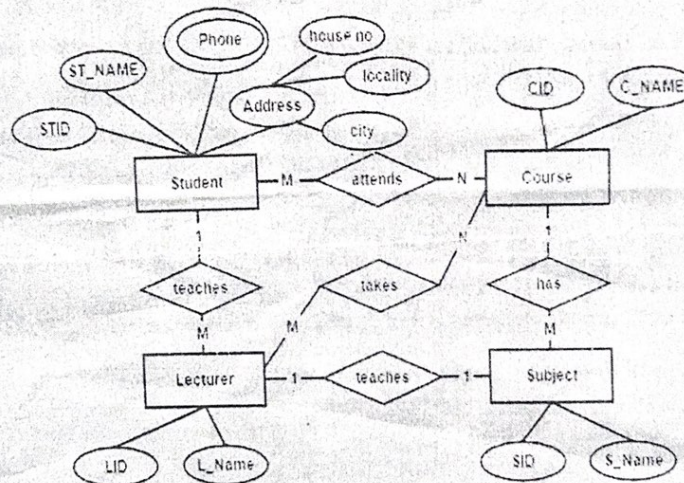 Phone
house no
ST_NAME
locality
CID
C_NAME
Address
STID
city
Student
M
attends
N
Course
1
N
1
teaches
takes
has
M
M
M
Lecturer
1
teaches
1
Subject
LID
L_Name
SID
S_Name